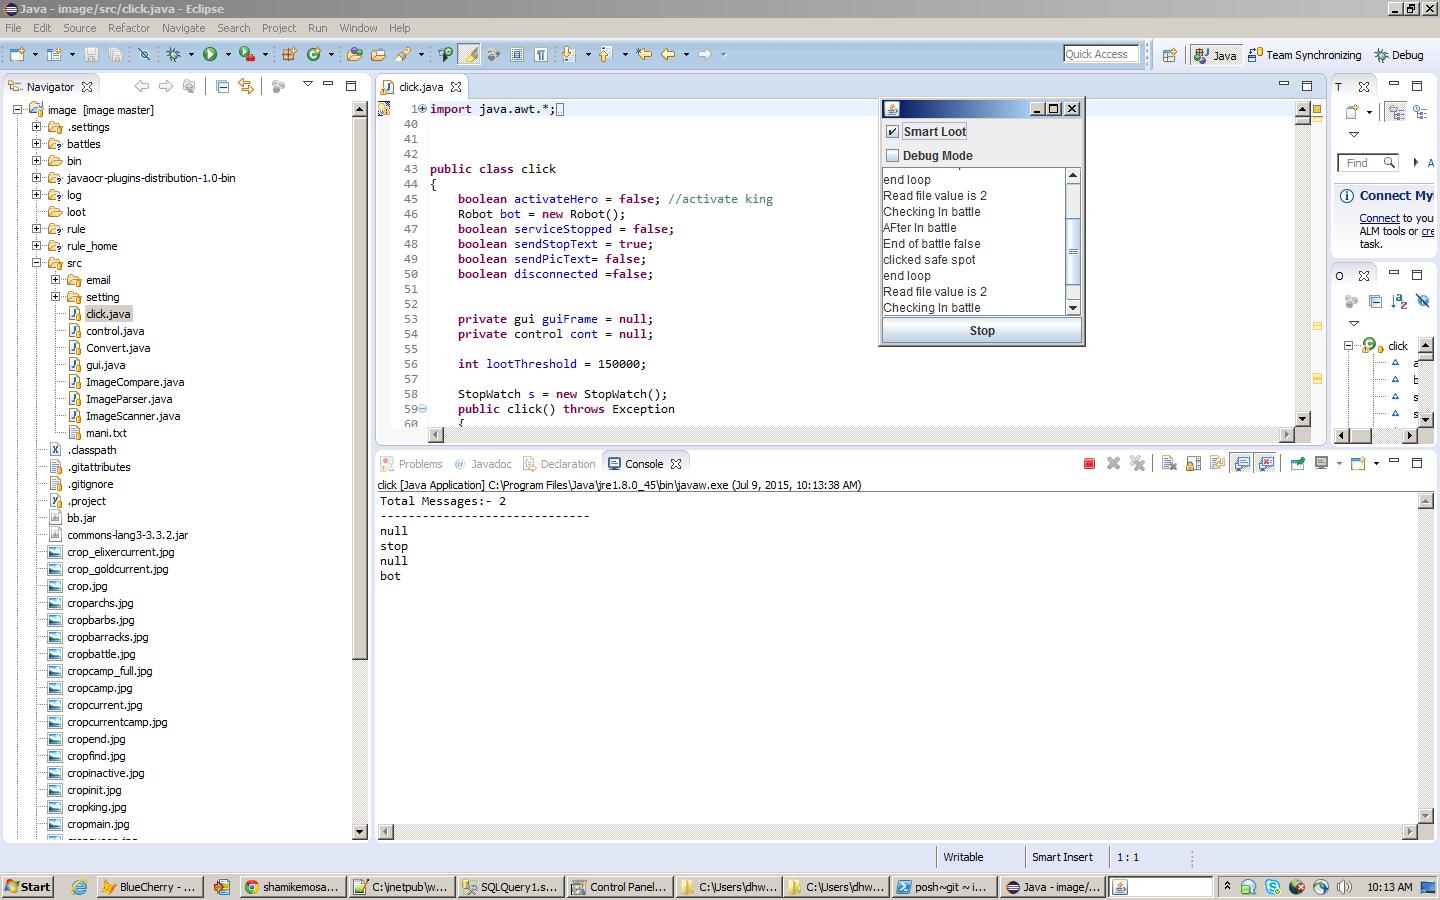 Java - image/src/click.java - Eclipse
File Edit Source Refactor Navigate Search Project Run Window Help
Quick Access
Java
Team Synchronizing
Debug
Navigator
image [image master]
.settings
battles
bin
javaocr-plugins-distribution-1.0-bin
log
loot
rule
rule_home
src
email
setting
click.java
control.java
Convert.java
gui.java
ImageCompare.java
ImageParser.java
ImageScanner.java
mani.txt
.classpath
.gitattributes
.gitignore
.project
bb.jar
commons-lang3-3.3.2.jar
crop_elixercurrent.jpg
crop_goldcurrent.jpg
crop.jpg
croparchs.jpg
cropbarbs.jpg
cropbarracks.jpg
cropbattle.jpg
cropcamp_full.jpg
cropcamp.jpg
cropcurrent.jpg
cropcurrentcamp.jpg
cropend.jpg
cropfind.jpg
cropinactive.jpg
cropinit.jpg
cropking.jpg
cropmain.jpg
click.java
1 import java.awt.*;
40
41
42
43 public class click
44 {
45 boolean activateHero = false; //activate king
46 Robot bot = new Robot();
47 boolean serviceStopped = false;
48 boolean sendStopText = true;
49 boolean sendPicText= false;
50 boolean disconnected =false;
51
52
53 private gui guiFrame = null;
54 private control cont = null;
55
56 int lootThreshold = 150000;
57
58 StopWatch s = new StopWatch();
59 public click() throws Exception
60 {
Smart Loot
Debug Mode
end loop
Read file value is 2
Checking In battle
AFter In battle
End of battle false
clicked safe spot
end loop
Read file value is 2
Checking In battle
Stop
T
Find
A
Connect My
Connect to you
ALM tools or cre
task.
O
click
Problems Javadoc Declaration Console
click [Java Application] C:\Program Files\Java\jre1.8.0_45\bin\javaw.exe (Jul 9, 2015, 10:13:38 AM)
Total Messages:- 2
------------------------------
null
stop
null
bot
Writable Smart Insert 1 : 1
Start
BlueCherry - ...
shamikemosa...
C:\inetpub\w...
SQLQuery1.s...
Control Panel...
C:\Users\dhw...
C:\Users\dhw...
posh~git ~ i...
Java - image/...
10:13 AM